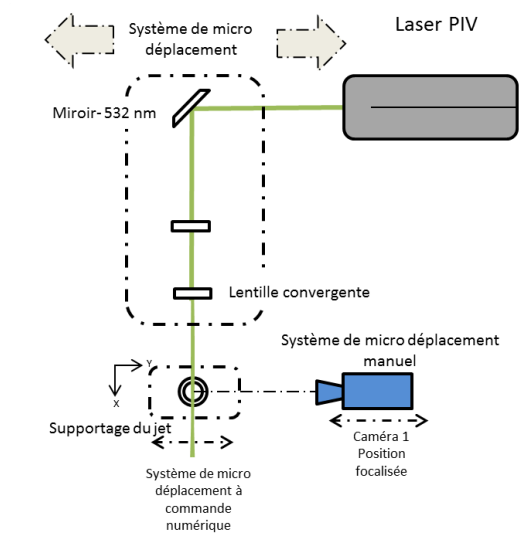 Système de micro
déplacement
Laser PIV
Miroir- 532 nm
Lentille convergente
Système de micro déplacement
manuel
Y
X
Supportage du jet
Caméra 1
Position
focalisée
Système de micro
déplacement à
commande
numérique